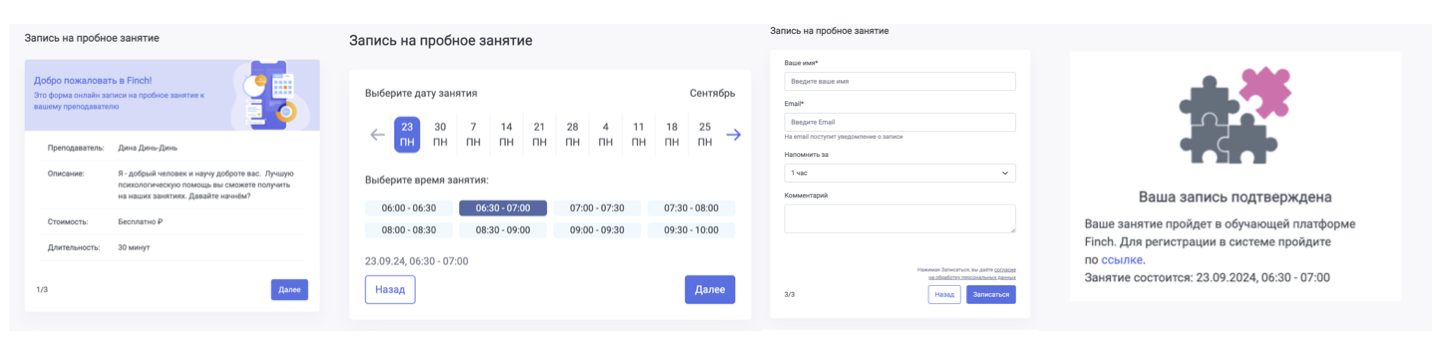 Запись на пробное занятие
Добро пожаловать в Finch!
Это форма онлайн записи на пробное занятие к
вашему преподавателю
Преподаватель: Дина Динь-Динь
Описание: Я - добрый человек и научу доброте вас. Лучшую
психологическую помощь вы сможете получить
на наших занятиях. Давайте начнём?
Стоимость: Бесплатно ₽
Длительность: 30 минут
1/3 Далее
Запись на пробное занятие
Выберите дату занятия Сентябрь
← 23 30 7 14 21 28 4 11 18 25 →
ПН ПН ПН ПН ПН ПН ПН ПН ПН ПН
Выберите время занятия:
06:00 - 06:30 06:30 - 07:00 07:00 - 07:30 07:30 - 08:00
08:00 - 08:30 08:30 - 09:00 09:00 - 09:30 09:30 - 10:00
23.09.24, 06:30 - 07:00
Назад Далее
Запись на пробное занятие
Ваше имя*
Введите ваше имя
Email*
Введите Email
На email поступит уведомление о записи
Напомнить за
1 час
Комментарий
Нажимая Записаться, вы даёте согласие
на обработку персональных данных
3/3 Назад Записаться
Ваша запись подтверждена
Ваше занятие пройдет в обучающей платформе
Finch. Для регистрации в системе пройдите
по ссылке.
Занятие состоится: 23.09.2024, 06:30 - 07:00